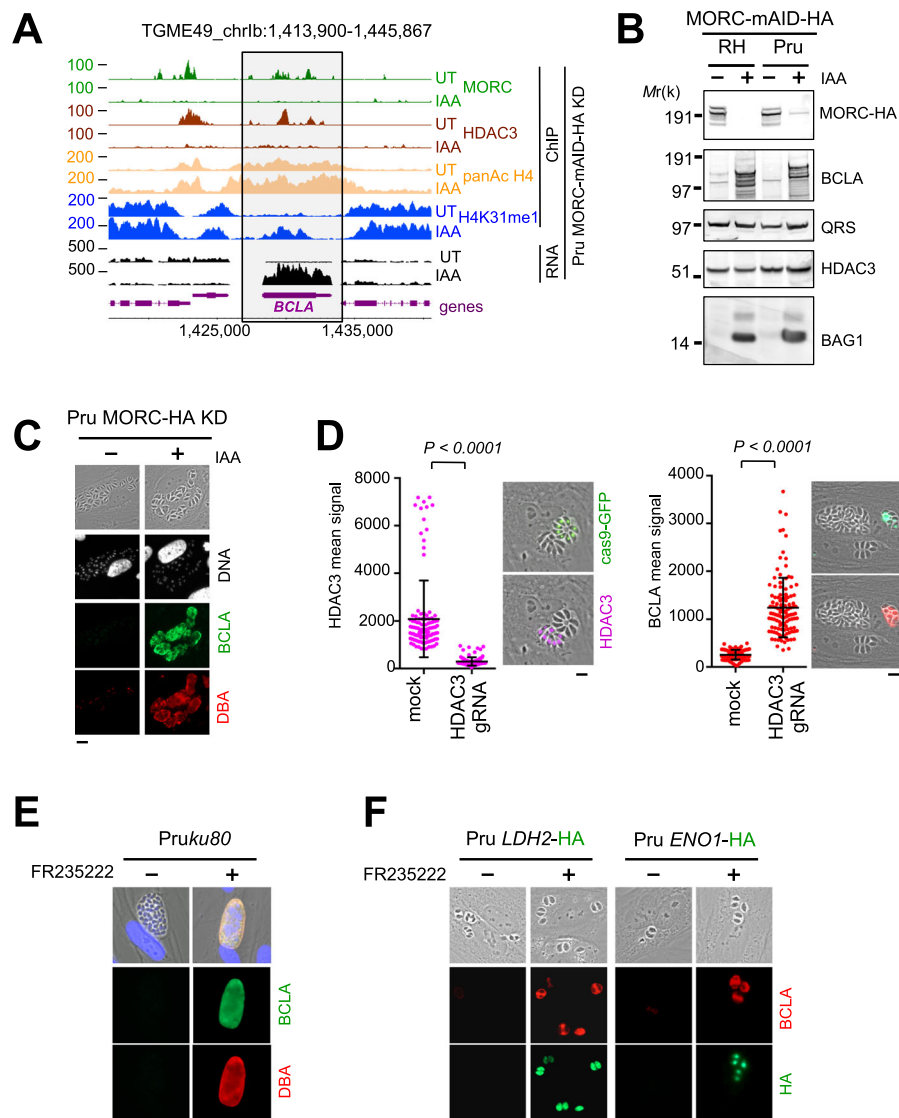 A
TGME49_chrIb:1,413,900-1,445,867
100
UT
MORC
100
IAA
100
UT
HDAC3
100
IAA
200
UT
panAc H4
200
IAA
200
UT
H4K31me1
200
IAA
500
UT
500
IAA
ChIP
RNA
Pru MORC-mAID-HA KD
BCLA
genes
1,425,000
1,435,000
B
MORC-mAID-HA
RH
Pru
− + − + IAA
Mr(k)
191
MORC-HA
191
97
BCLA
97
QRS
51
HDAC3
14
BAG1
C
Pru MORC-HA KD
− + IAA
DNA
BCLA
DBA
D
P < 0.0001
HDAC3 mean signal
8000
6000
4000
2000
0
mock
HDAC3 gRNA
cas9-GFP
HDAC3
P < 0.0001
BCLA mean signal
4000
3000
2000
1000
0
mock
HDAC3 gRNA
E
Pruku80
FR235222 − +
BCLA
DBA
F
Pru LDH2-HA
Pru ENO1-HA
FR235222 − + − +
BCLA
HA